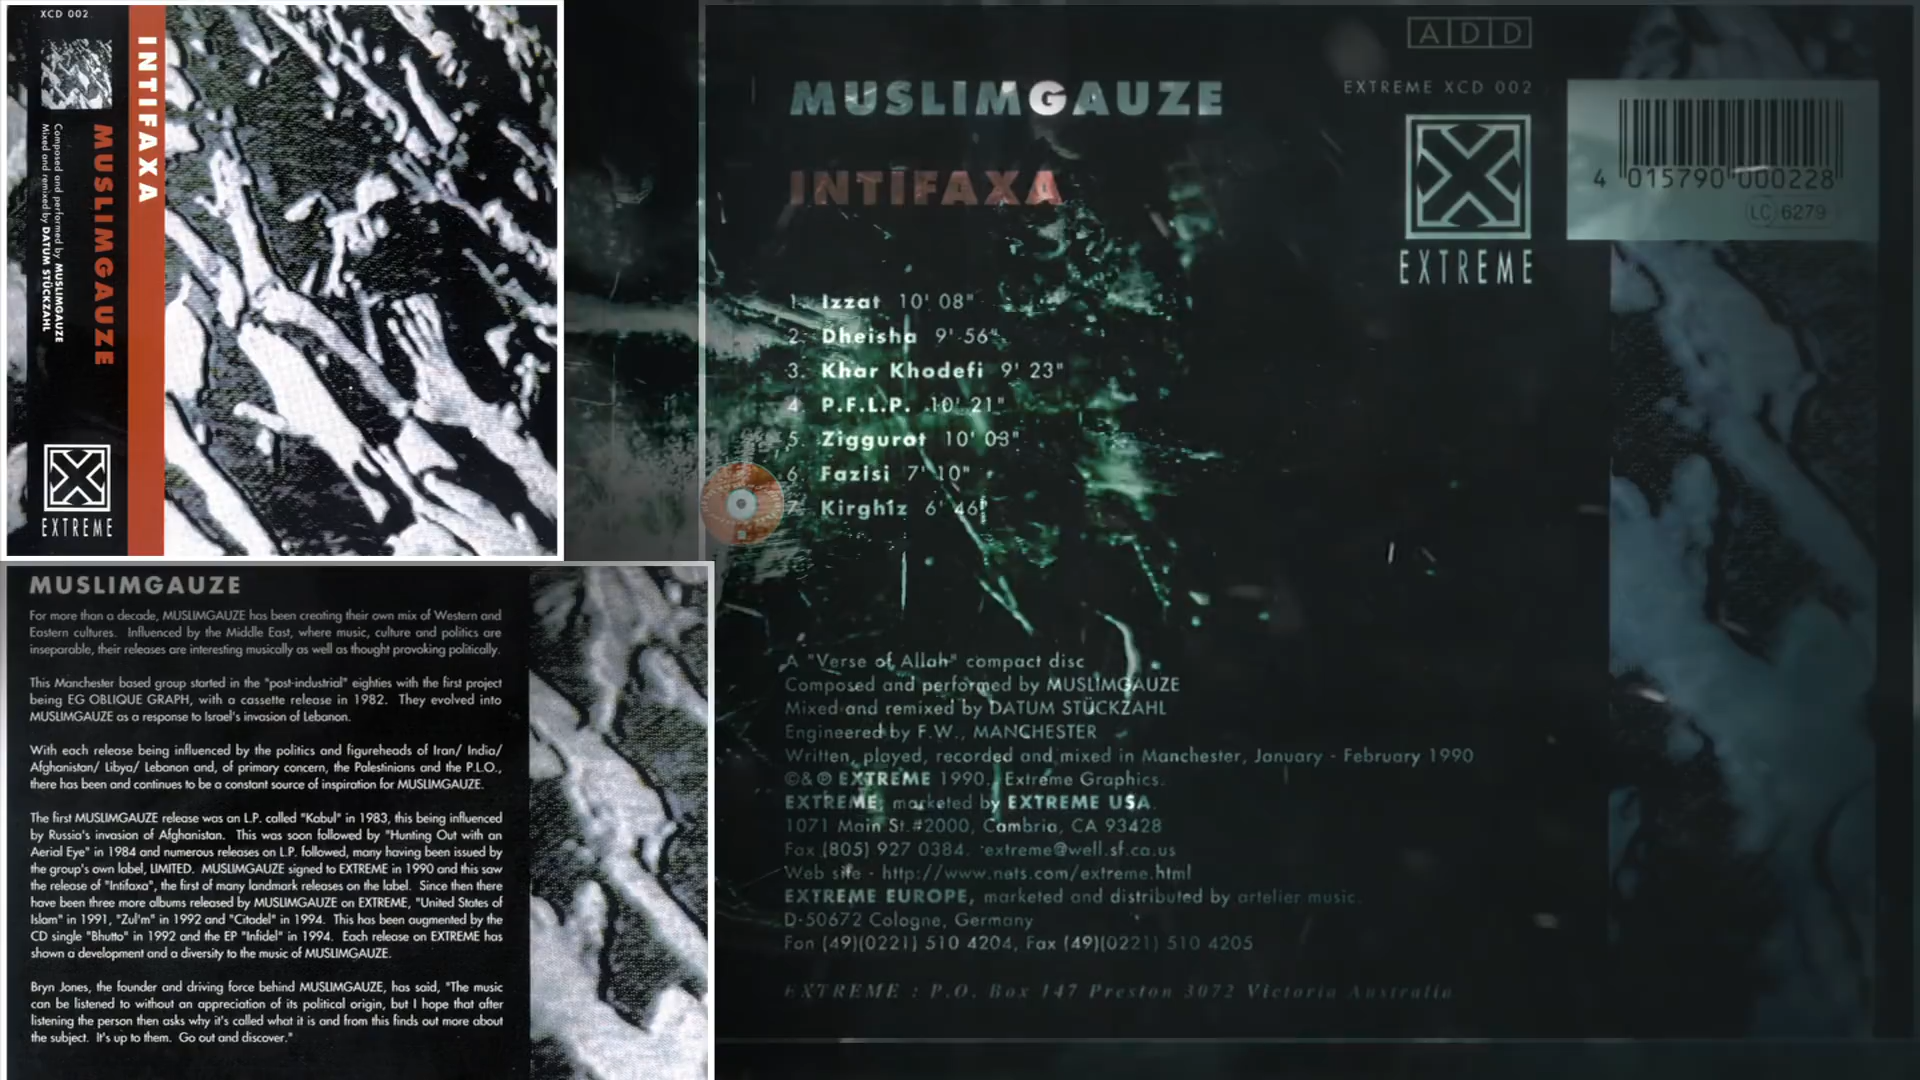 XCD 002
INTIFAXA
MUSLIMGAUZE
Composed and performed by MUSLIMGAUZE
Mixed and remixed by DATUM STÜCKZAHL
EXTREME
MUSLIMGAUZE
For more than a decade, MUSLIMGAUZE has been creating their own mix of Western and
Eastern cultures. Influenced by the Middle East, where music, culture and politics are
inseparable, their releases are interesting musically as well as thought provoking politically.
This Manchester based group started in the "post-industrial" eighties with the first project
being EG OBLIQUE GRAPH, with a cassette release in 1982. They evolved into
MUSLIMGAUZE as a response to Israel's invasion of Lebanon.
With each release being influenced by the politics and figureheads of Iran/ India/
Afghanistan/ Libya/ Lebanon and, of primary concern, the Palestinians and the P.L.O.,
there has been and continues to be a constant source of inspiration for MUSLIMGAUZE.
The first MUSLIMGAUZE release was an L.P. called "Kabul" in 1983, this being influenced
by Russia's invasion of Afghanistan. This was soon followed by "Hunting Out with an
Aerial Eye" in 1984 and numerous releases on L.P. followed, many having been issued by
the group's own label, LIMITED. MUSLIMGAUZE signed to EXTREME in 1990 and this saw
the release of "Intifaxa", the first of many landmark releases on the label. Since then there
have been three more albums released by MUSLIMGAUZE on EXTREME, "United States of
Islam" in 1991, "Zul'm" in 1992 and "Citadel" in 1994. This has been augmented by the
CD single "Bhutto" in 1992 and the EP "Infidel" in 1994. Each release on EXTREME has
shown a development and a diversity to the music of MUSLIMGAUZE.
Bryn Jones, the founder and driving force behind MUSLIMGAUZE, has said, "The music
can be listened to without an appreciation of its political origin, but I hope that after
listening the person then asks why it's called what it is and from this finds out more about
the subject. It's up to them. Go out and discover."
ADD
EXTREME XCD 002
MUSLIMGAUZE
INTIFAXA
EXTREME
4 015790 000228
LC 6279
1. Izzat 10' 08"
2. Dheisha 9' 56"
3. Khar Khodefi 9' 23"
4. P.F.L.P. 10' 21"
5. Ziggurat 10' 03"
6. Fazisi 7' 10"
7. Kirghiz 6' 46"
A "Verse of Allah" compact disc
Composed and performed by MUSLIMGAUZE
Mixed and remixed by DATUM STÜCKZAHL
Engineered by F.W., MANCHESTER
Written, played, recorded and mixed in Manchester, January - February 1990
©& ℗ EXTREME 1990. Extreme Graphics.
EXTREME, marketed by EXTREME USA.
1071 Main St.#2000, Cambria, CA 93428
Fax (805) 927 0384. extreme@well.sf.ca.us
Web site - http://www.nets.com/extreme.html
EXTREME EUROPE, marketed and distributed by artelier music.
D-50672 Cologne, Germany
Fon (49)(0221) 510 4204, Fax (49)(0221) 510 4205
EXTREME : P.O. Box 147 Preston 3072 Victoria Australia